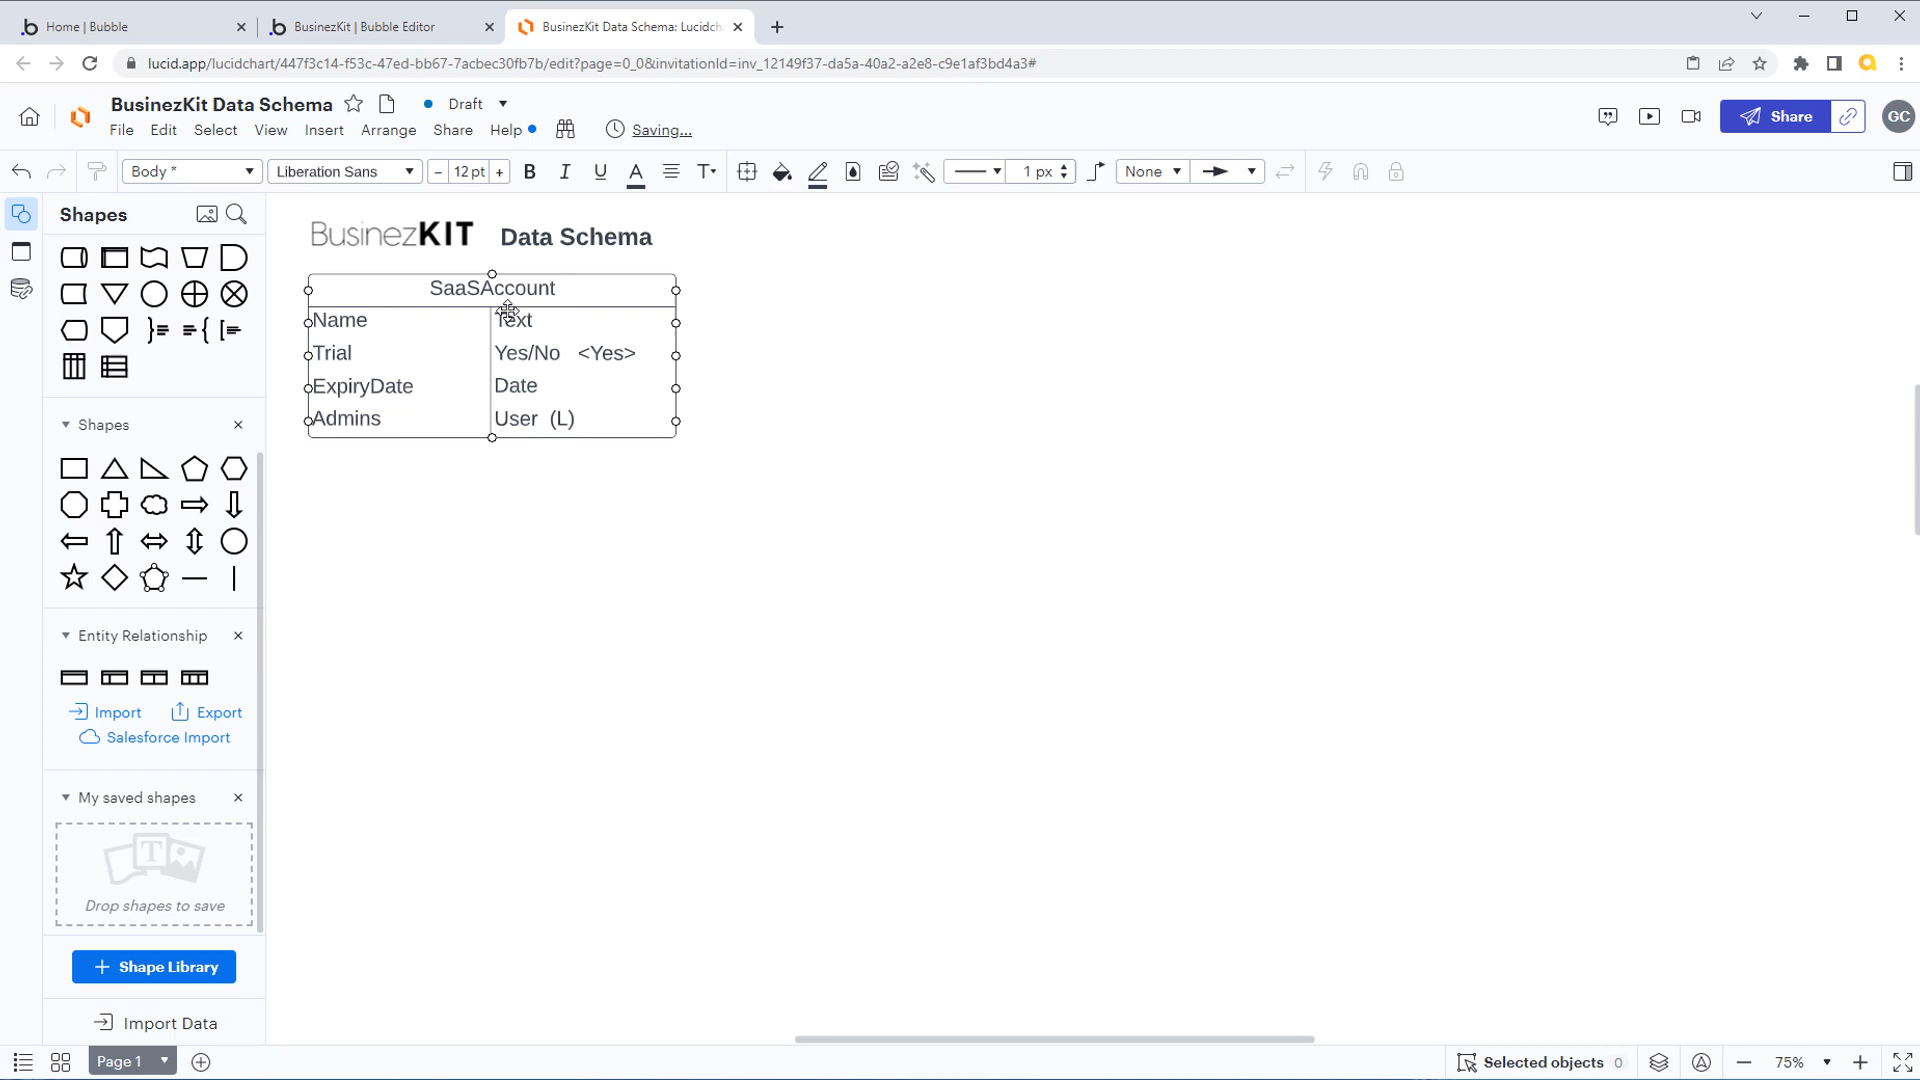 Home | Bubble
BusinezKit | Bubble Editor
BusinezKit Data Schema: Lucidch
lucid.app/lucidchart/447f3c14-f53c-47ed-bb67-7acbec30fb7b/edit?page=0_0&invitationId=inv_12149f37-da5a-40a2-a2e8-c9e1af3bd4a3#
BusinezKit Data Schema
Draft
File Edit Select View Insert Arrange Share Help
Saving...
Share
GC
Body *
Liberation Sans
- 12 pt +
B I U A T
1 px
None
Shapes
BusinezKIT Data Schema
SaaSAccount
Name Text
Trial Yes/No <Yes>
ExpiryDate Date
Admins User (L)
Shapes
Entity Relationship
Import Export
Salesforce Import
My saved shapes
T
Drop shapes to save
+ Shape Library
Import Data
Page 1
Selected objects 0
75%